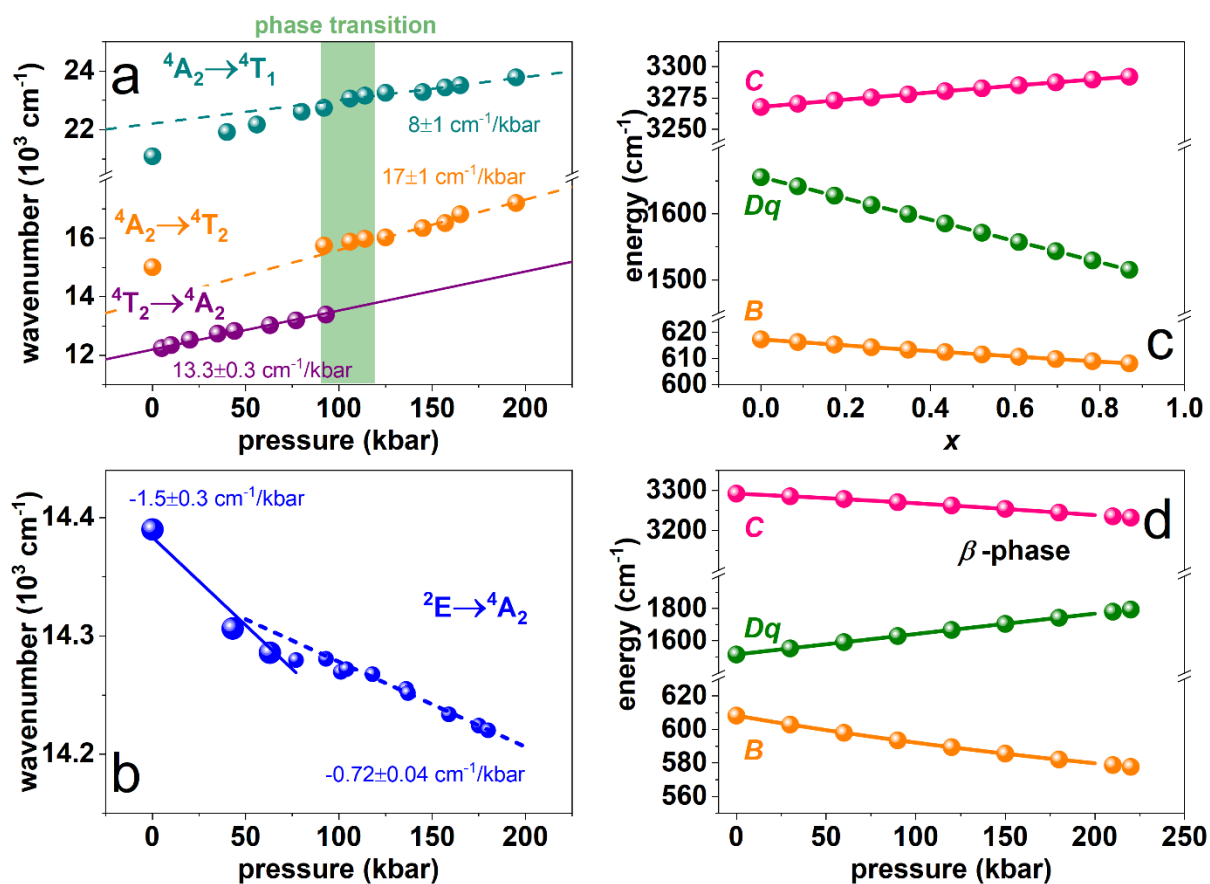 phase transition
a
⁴A₂→⁴T₁
8±1 cm⁻¹/kbar
17±1 cm⁻¹/kbar
⁴A₂→⁴T₂
⁴T₂→⁴A₂
13.3±0.3 cm⁻¹/kbar
wavenumber (10³ cm⁻¹)
24
22
16
14
12
0 50 100 150 200
pressure (kbar)
c
C
Dq
B
energy (cm⁻¹)
3300
3275
3250
1600
1500
620
610
600
0.0 0.2 0.4 0.6 0.8 1.0
x
b
-1.5±0.3 cm⁻¹/kbar
²E→⁴A₂
-0.72±0.04 cm⁻¹/kbar
wavenumber (10³ cm⁻¹)
14.4
14.3
14.2
0 50 100 150 200
pressure (kbar)
d
C
β-phase
Dq
B
energy (cm⁻¹)
3300
3200
1800
1600
620
600
580
560
0 50 100 150 200 250
pressure (kbar)